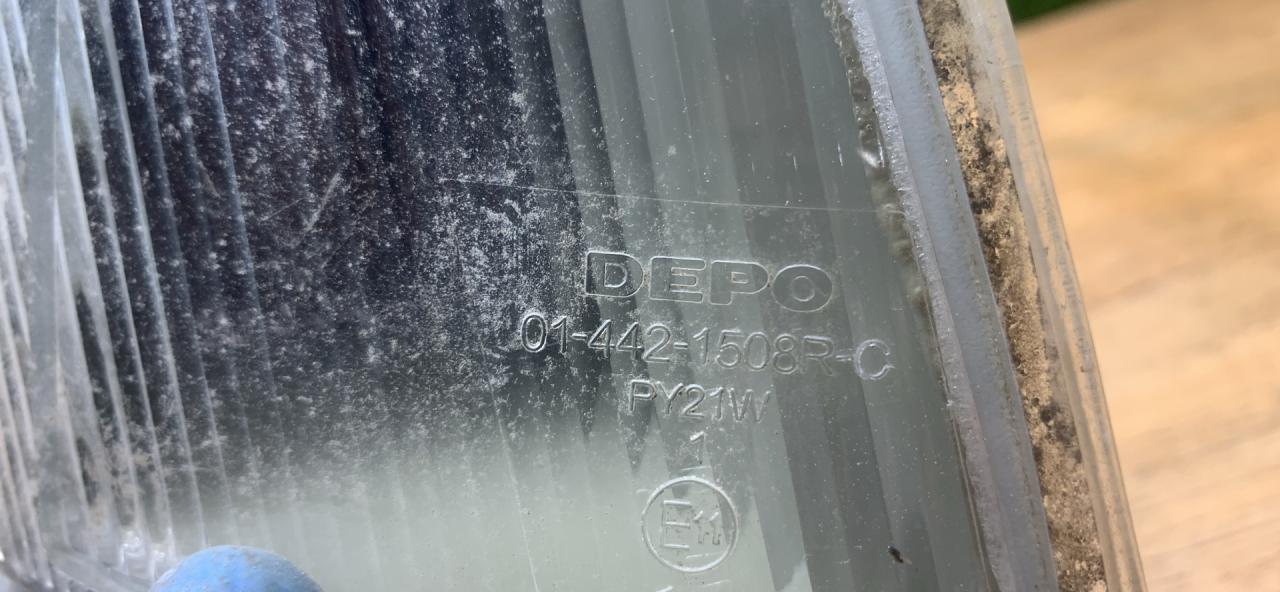 DEPO
01-442-1508R-C
PY21W
1
E11